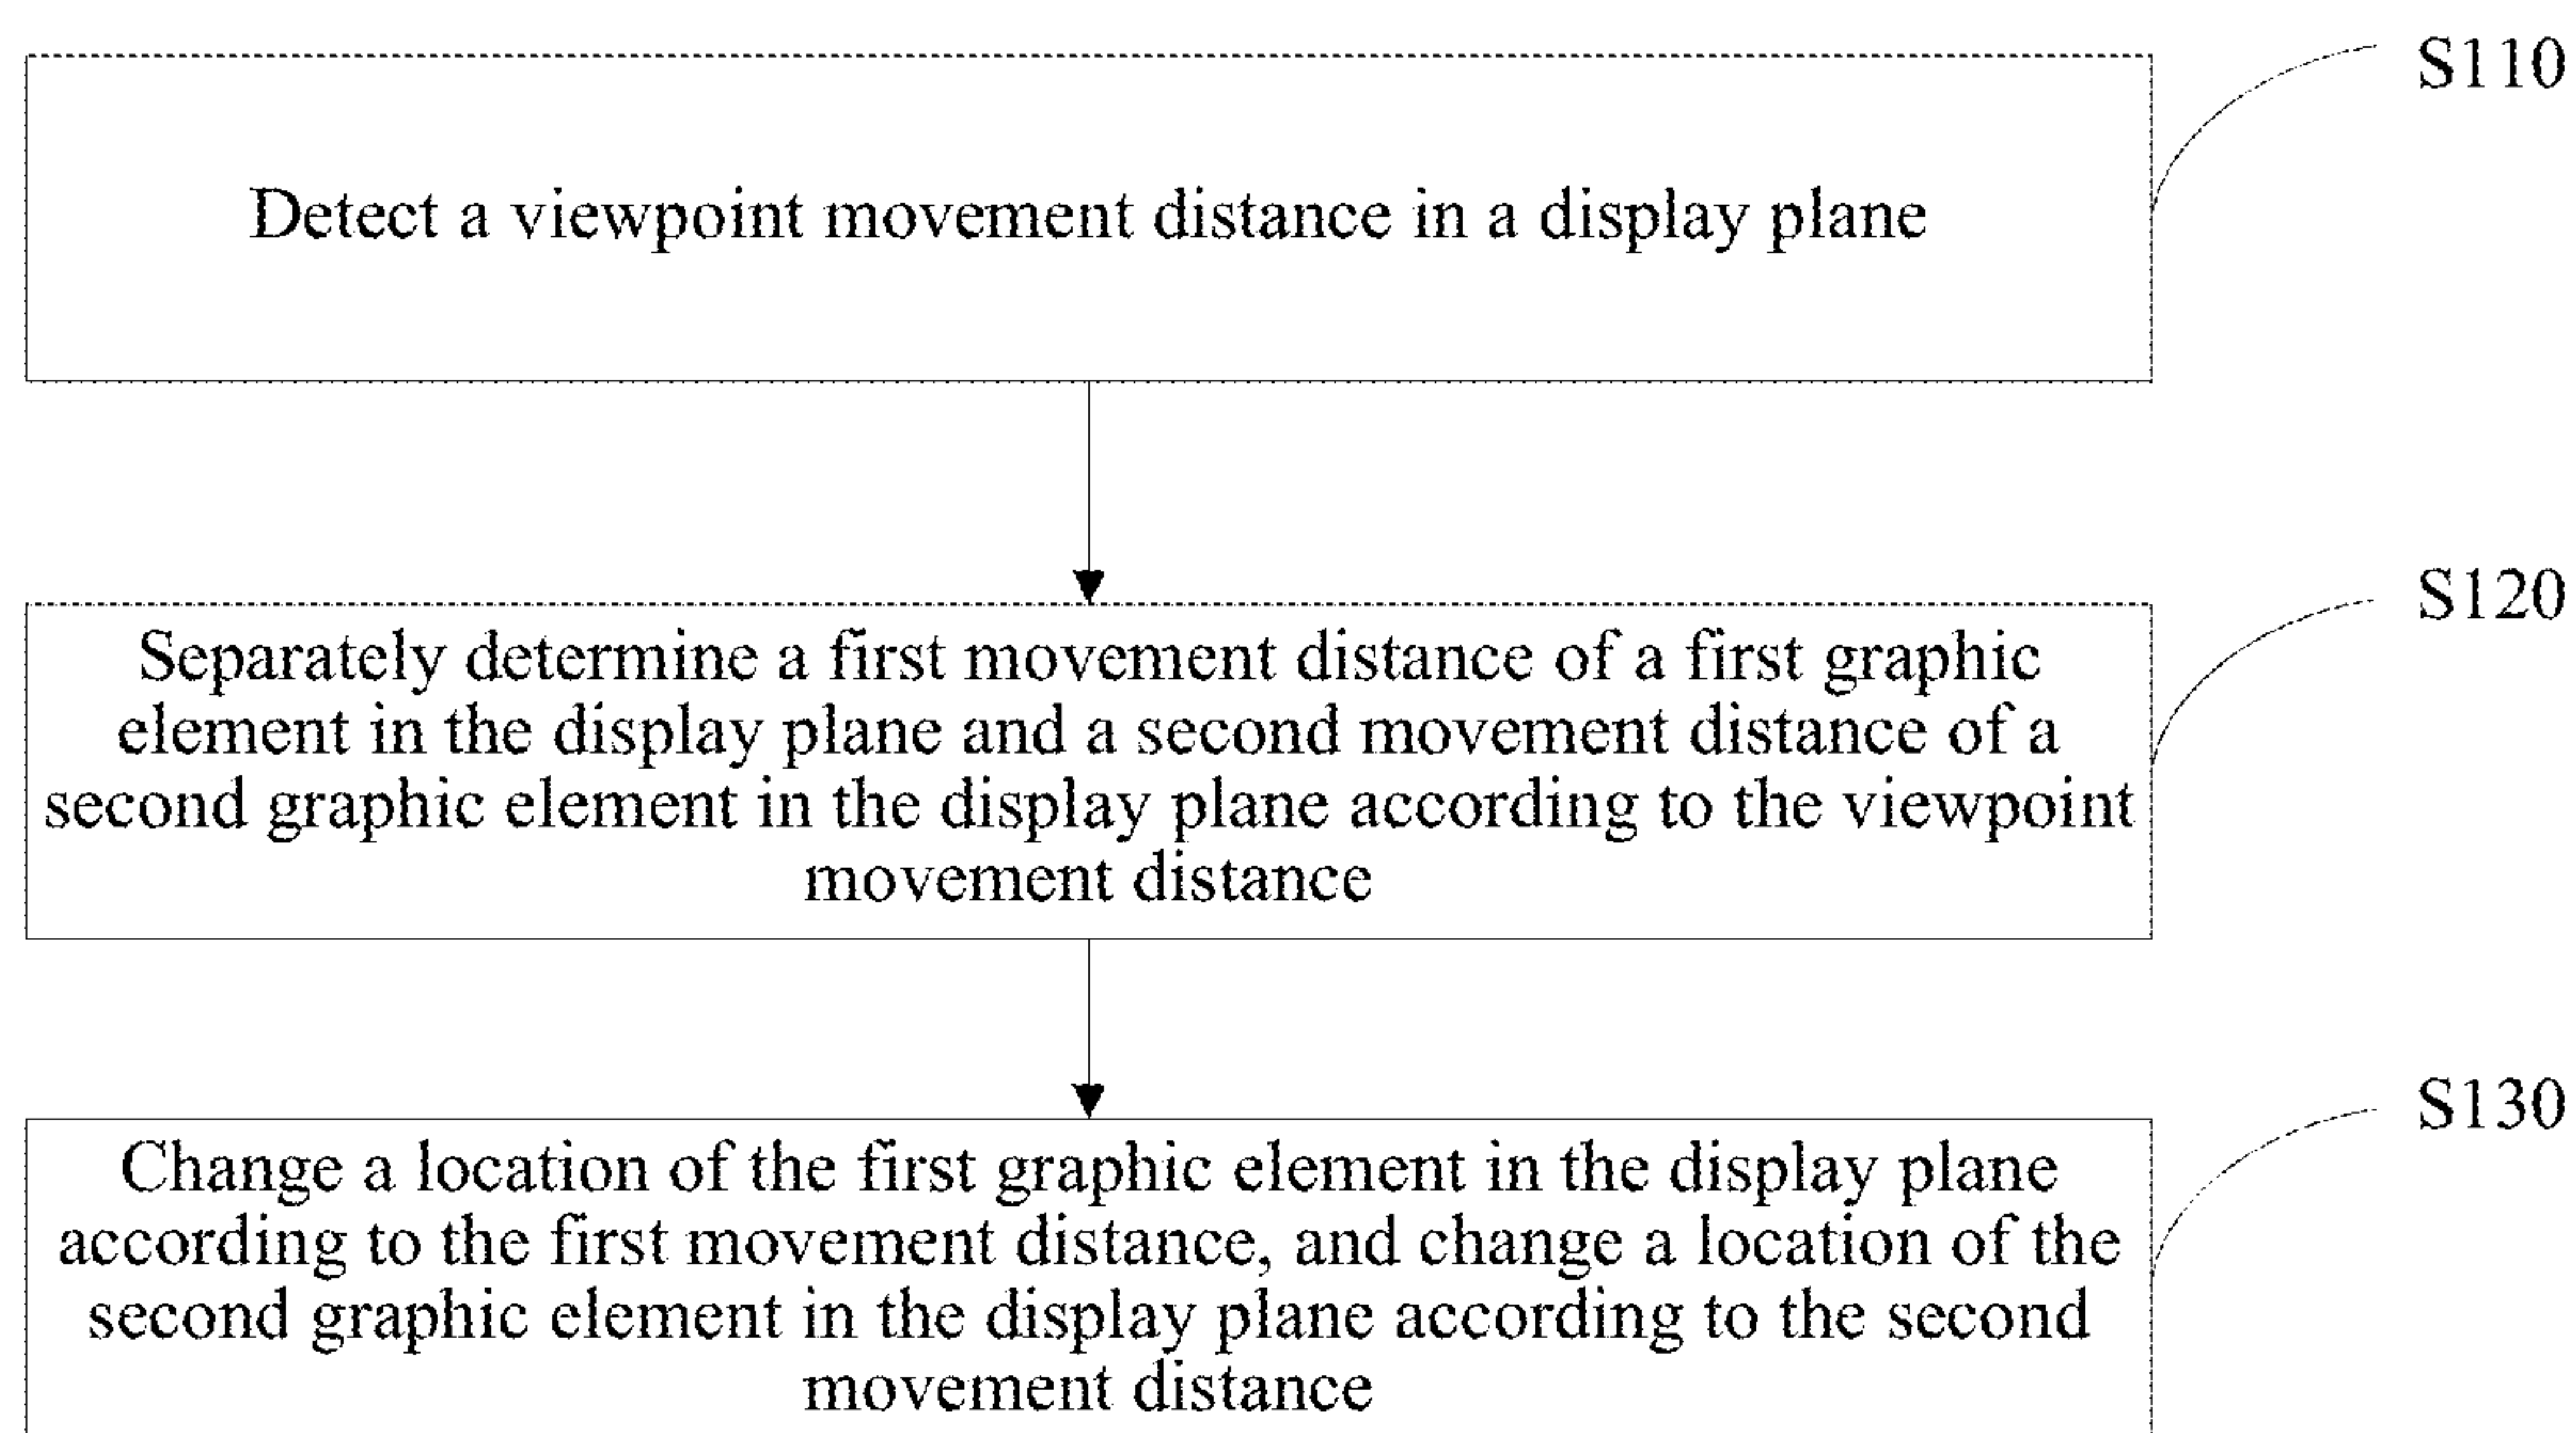 S110
Detect a viewpoint movement distance in a display plane
S120
Separately determine a first movement distance of a first graphic
element in the display plane and a second movement distance of a
second graphic element in the display plane according to the viewpoint
movement distance
S130
Change a location of the first graphic element in the display plane
according to the first movement distance, and change a location of the
second graphic element in the display plane according to the second
movement distance